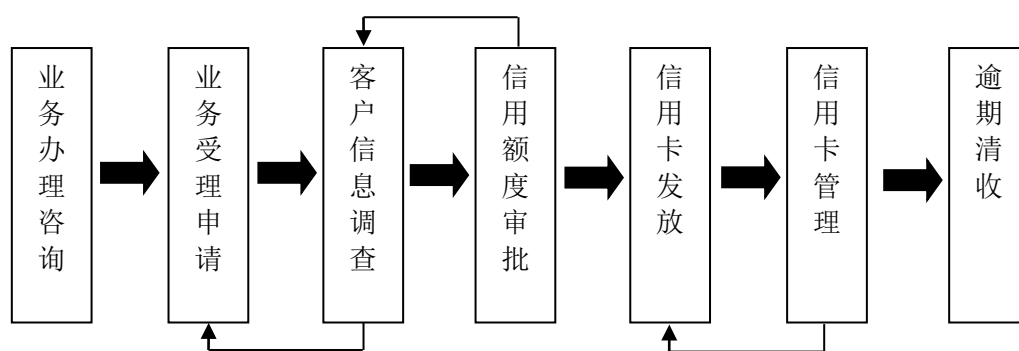 业务办理咨询
业务受理申请
客户信息调查
信用额度审批
信用卡发放
信用卡管理
逾期清收